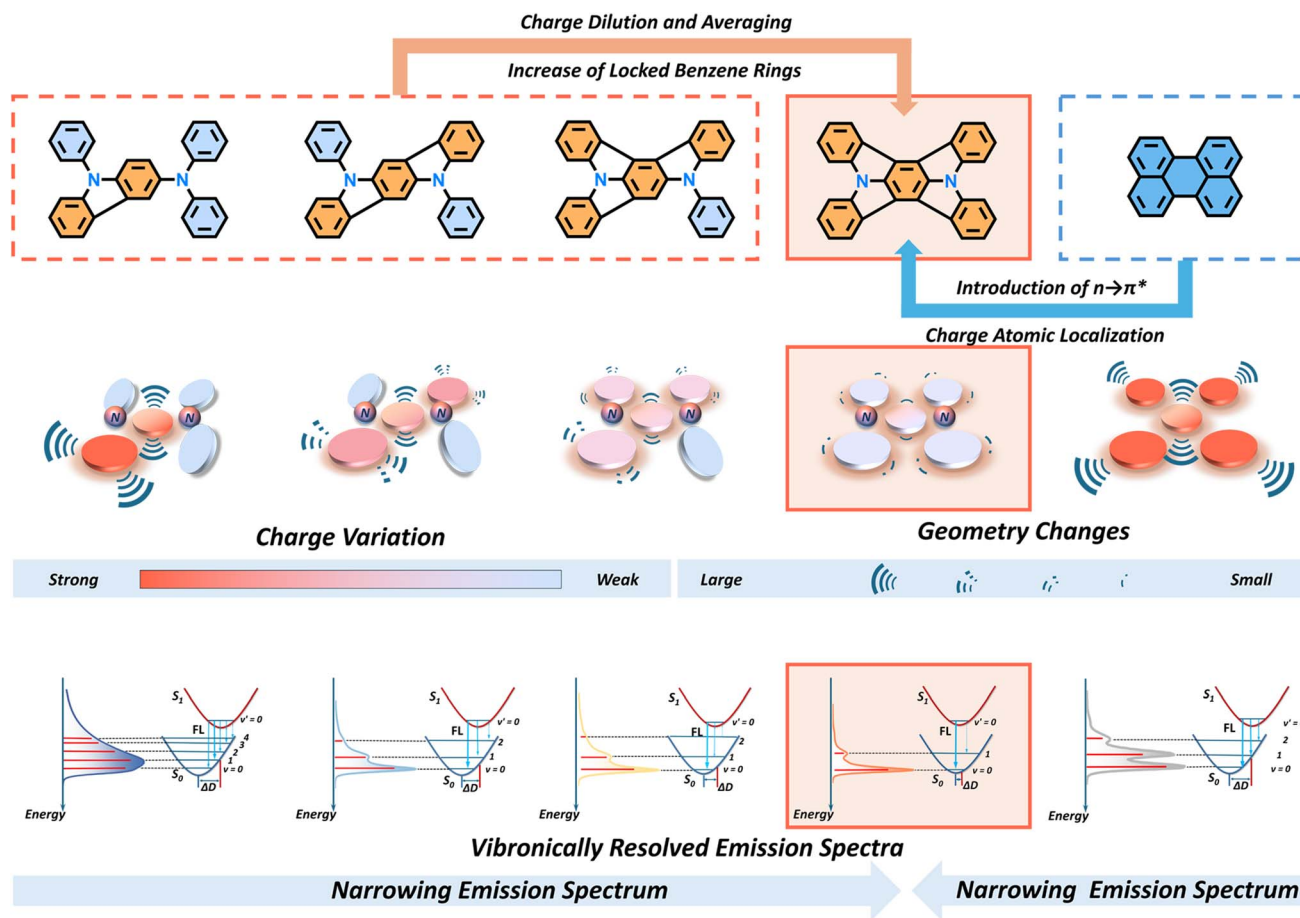 Charge Dilution and Averaging
Increase of Locked Benzene Rings
N N
N N
N N
N N
Introduction of n→π*
Charge Atomic Localization
N N
N N
N N
N N
Charge Variation
Geometry Changes
Strong Weak
Large Small
S1 v' = 0 FL 4 3 2 1 v = 0 S0 ΔD Energy
S1 v' = 0 FL 2 1 v = 0 S0 ΔD Energy
S1 v' = 0 FL 2 1 v = 0 S0 ΔD Energy
S1 v' = 0 FL 1 v = 0 S0 ΔD Energy
S1 v' = 0 FL 2 1 v = 0 S0 ΔD Energy
Vibronically Resolved Emission Spectra
Narrowing Emission Spectrum
Narrowing Emission Spectrum